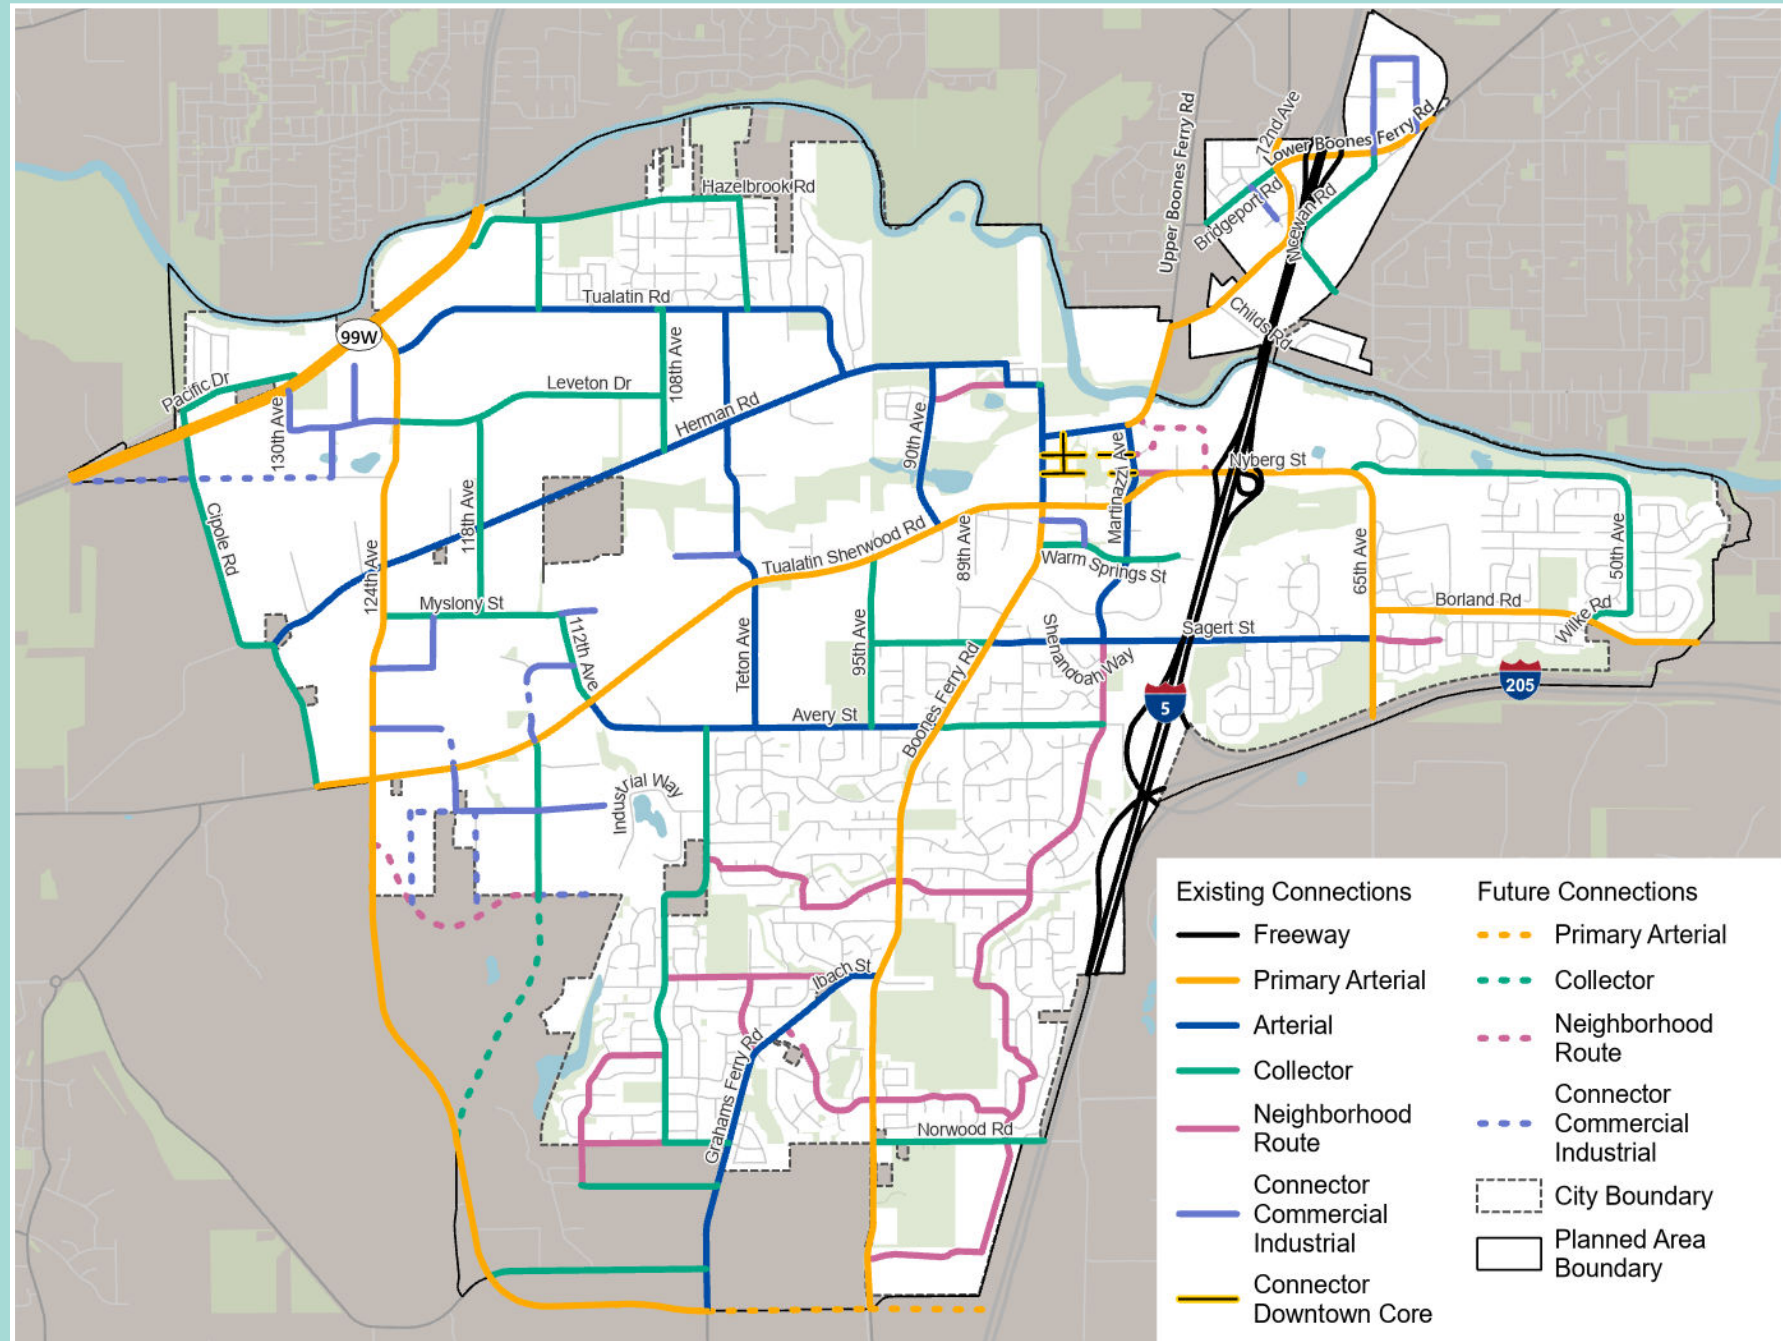 72nd Ave
Lower Boones Ferry Rd
Upper Boones Ferry Rd
Bridgeport Rd
McEwan Rd
Hazelbrook Rd
Childs Rd
Tualatin Rd
99W
108th Ave
Leveton Dr
Pacific Dr
Herman Rd
130th Ave
90th Ave
Martinazzi Ave
Nyberg St
118th Ave
Cipole Rd
124th Ave
Tualatin Sherwood Rd
89th Ave
Warm Springs St
65th Ave
50th Ave
Myslony St
Borland Rd
Wilke Rd
112th Ave
Sagert St
Shenandoah Way
95th Ave
Teton Ave
Boones Ferry Rd
205
5
Avery St
Industrial Way
Ibach St
Grahams Ferry Rd
Norwood Rd
Existing Connections
Freeway
Primary Arterial
Arterial
Collector
Neighborhood
Route
Connector
Commercial
Industrial
Connector
Downtown Core
Future Connections
Primary Arterial
Collector
Neighborhood
Route
Connector
Commercial
Industrial
City Boundary
Planned Area
Boundary